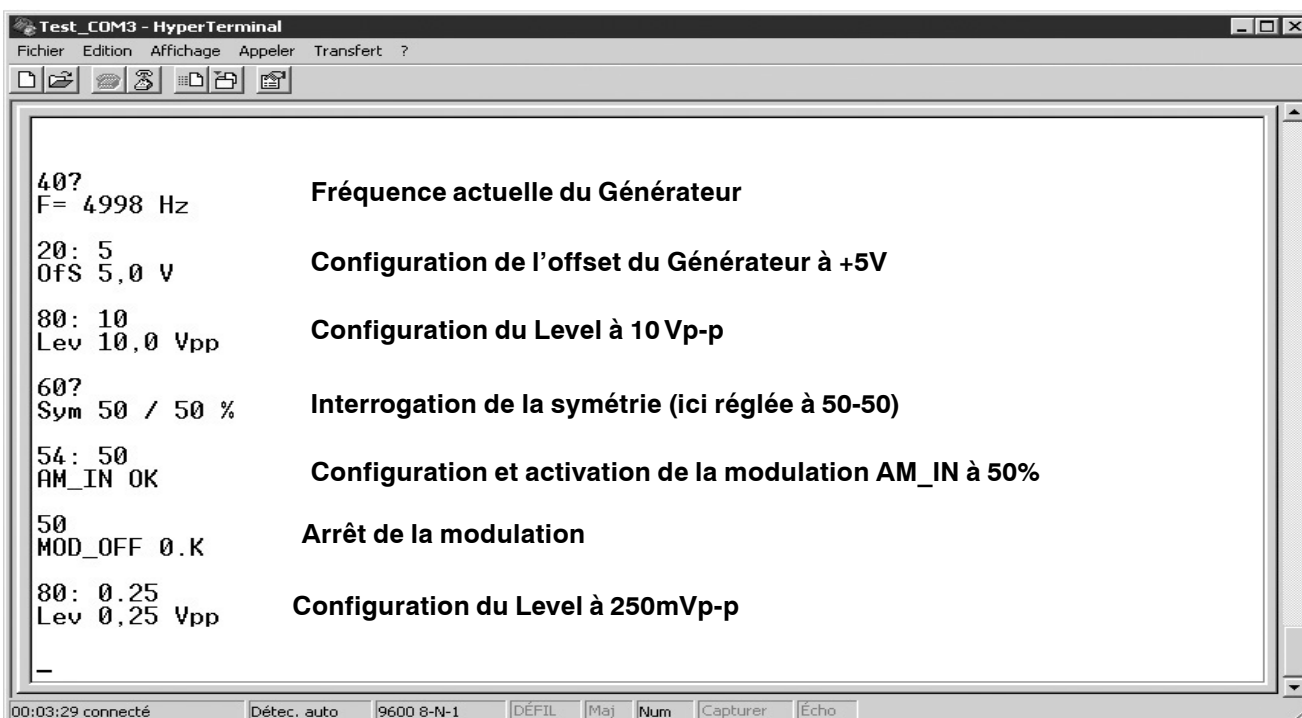 Test_COM3 - HyperTerminal
Fichier Edition Affichage Appeler Transfert ?
40?
F= 4998 Hz
Fréquence actuelle du Générateur
20: 5
OfS 5,0 V
Configuration de l'offset du Générateur à +5V
80: 10
Lev 10,0 Vpp
Configuration du Level à 10 Vp-p
60?
Sym 50 / 50 %
Interrogation de la symétrie (ici réglée à 50-50)
54: 50
AM_IN OK
Configuration et activation de la modulation AM_IN à 50%
50
MOD_OFF 0.K
Arrêt de la modulation
80: 0.25
Lev 0,25 Vpp
Configuration du Level à 250mVp-p
_
00:03:29 connecté Détec. auto 9600 8-N-1 DÉFIL Maj Num Capturer Écho